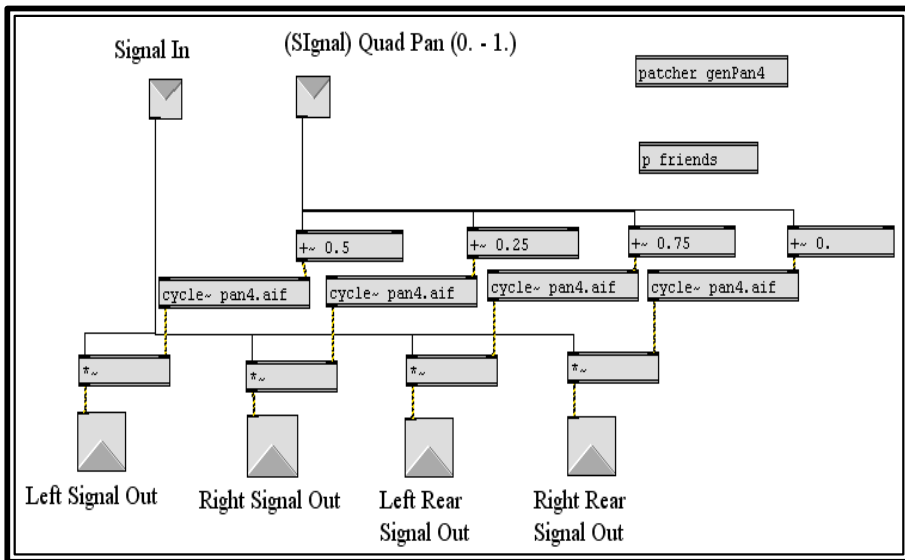 Signal In
(SIgnal) Quad Pan (0. - 1.)
patcher genPan4
p friends
+~ 0.5
+~ 0.25
+~ 0.75
+~ 0.
cycle~ pan4.aif
cycle~ pan4.aif
cycle~ pan4.aif
cycle~ pan4.aif
*~
*~
*~
*~
Left Signal Out
Right Signal Out
Left Rear
Signal Out
Right Rear
Signal Out